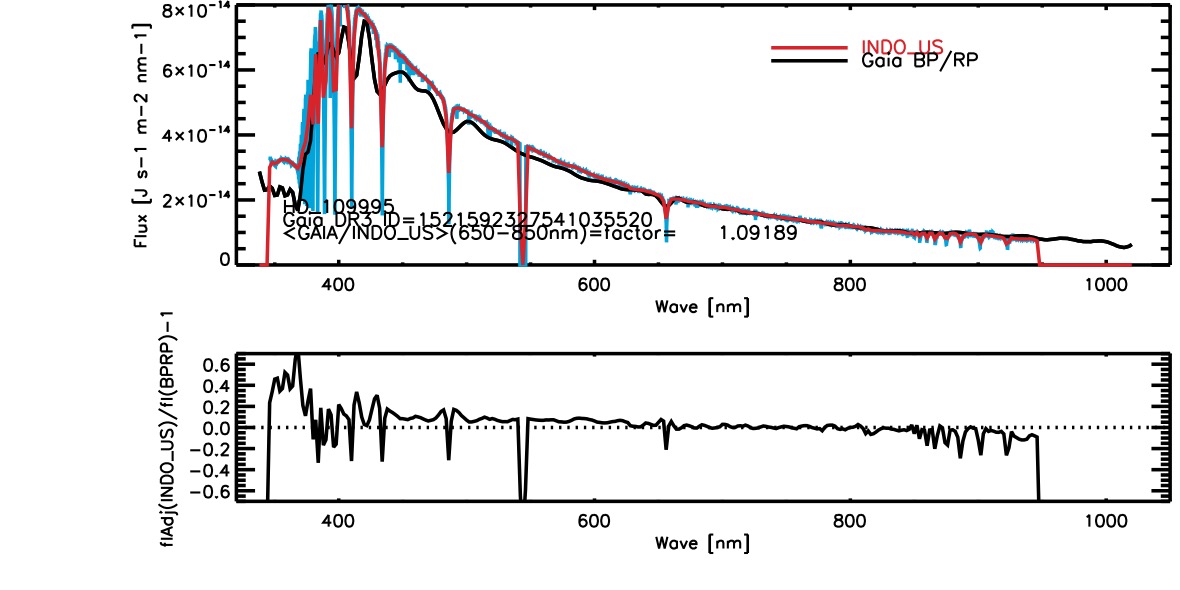 8×10⁻¹⁴
6×10⁻¹⁴
4×10⁻¹⁴
2×10⁻¹⁴
0
Flux [J s−1 m−2 nm−1]
INDO_US
Gaia BP/RP
HD_109995
Gaia DR3 ID=1521592327541035520
<GAIA/INDO_US>(650−850nm)=factor= 1.09189
400 600 800 1000
Wave [nm]
0.6
0.4
0.2
0.0
−0.2
−0.4
−0.6
flAdj(INDO_US)/fl(BPRP)−1
400 600 800 1000
Wave [nm]